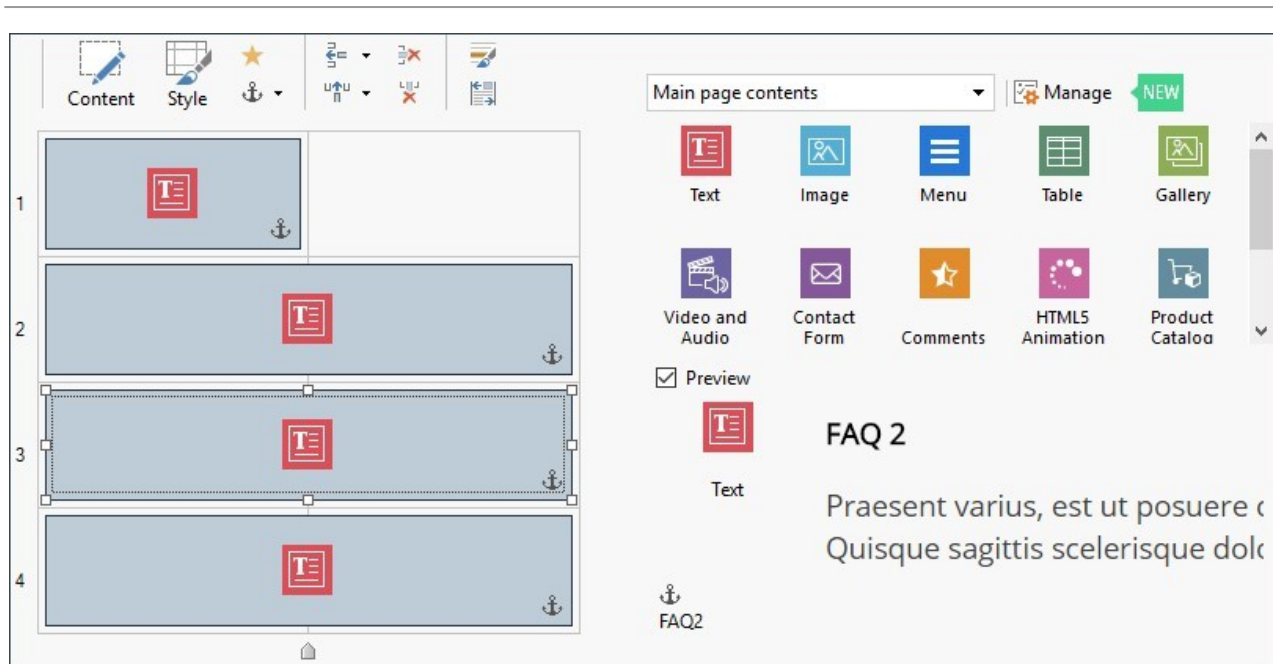 Content Style
Main page contents
Manage
NEW
Text Image Menu Table Gallery
Video and Audio
Contact Form
Comments
HTML5 Animation
Product Catalog
Preview
Text
FAQ 2
Praesent varius, est ut posuere
Quisque sagittis scelerisque
FAQ2
1
2
3
4